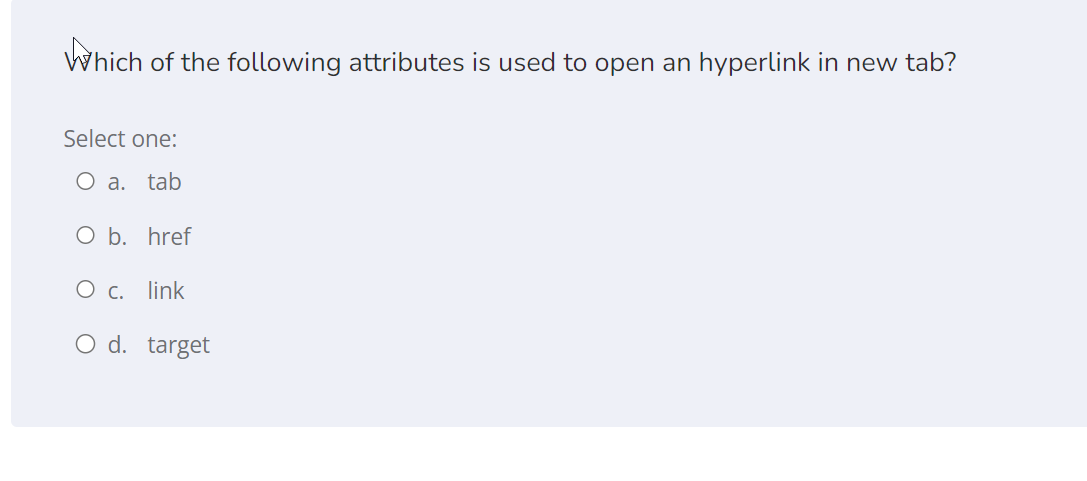 Which of the following attributes is used to open an hyperlink in new tab?
Select one:
a. tab
b. href
c. link
d. target